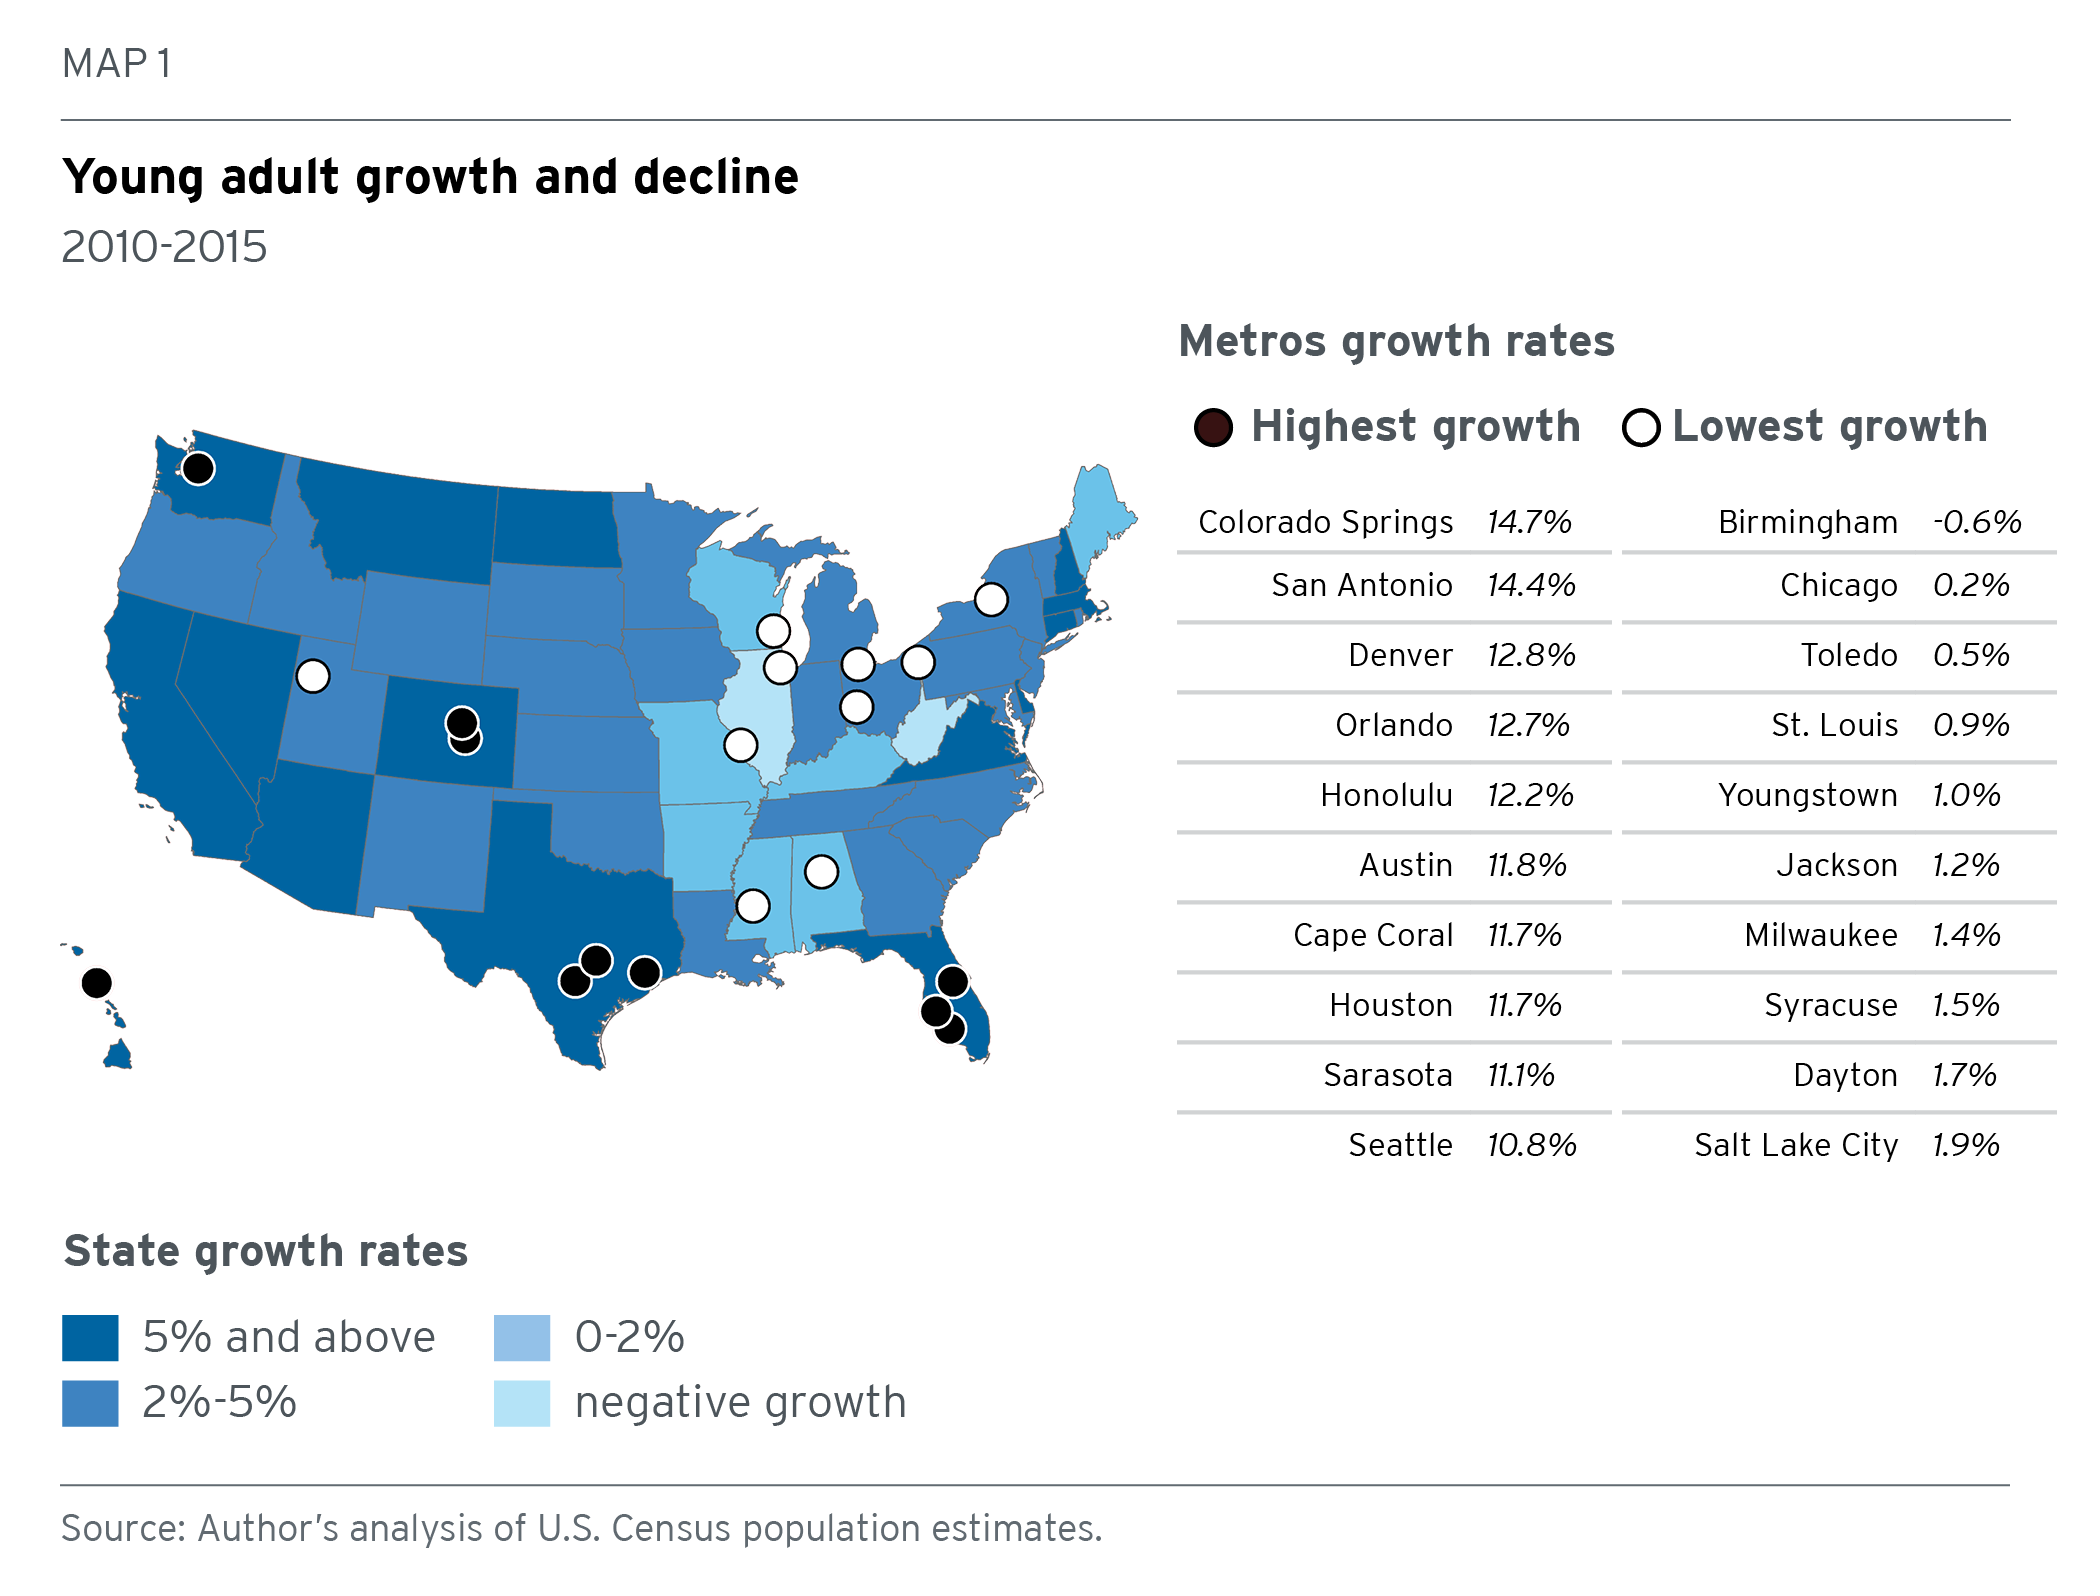 MAP 1
Young adult growth and decline
2010-2015
Metros growth rates
Highest growth Lowest growth
Colorado Springs 14.7% Birmingham -0.6%
San Antonio 14.4% Chicago 0.2%
Denver 12.8% Toledo 0.5%
Orlando 12.7% St. Louis 0.9%
Honolulu 12.2% Youngstown 1.0%
Austin 11.8% Jackson 1.2%
Cape Coral 11.7% Milwaukee 1.4%
Houston 11.7% Syracuse 1.5%
Sarasota 11.1% Dayton 1.7%
Seattle 10.8% Salt Lake City 1.9%
State growth rates
5% and above 0-2%
2%-5% negative growth
Source: Author's analysis of U.S. Census population estimates.